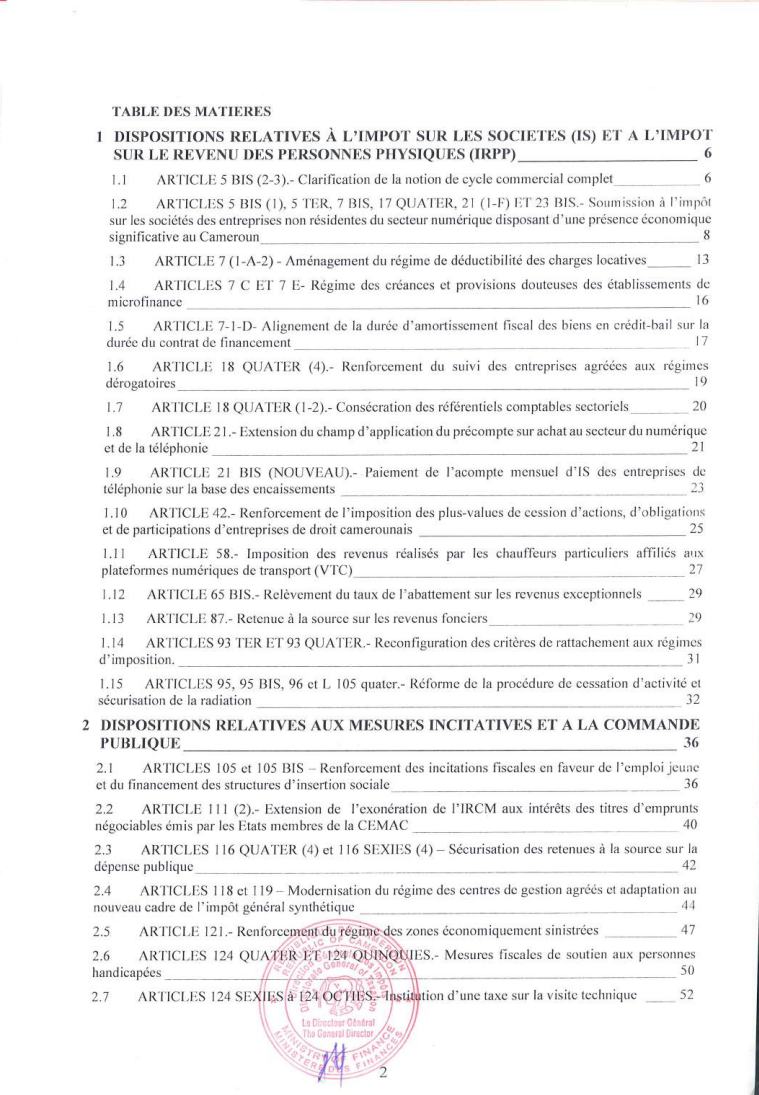 TABLE DES MATIERES
1 DISPOSITIONS RELATIVES À L'IMPOT SUR LES SOCIETES (IS) ET A L'IMPOT
SUR LE REVENU DES PERSONNES PHYSIQUES (IRPP) 6
1.1 ARTICLE 5 BIS (2-3).- Clarification de la notion de cycle commercial complet 6
1.2 ARTICLES 5 BIS (1), 5 TER, 7 BIS, 17 QUATER, 21 (1-F) ET 23 BIS.- Soumission à l'impôt
sur les sociétés des entreprises non résidentes du secteur numérique disposant d'une présence économique
significative au Cameroun 8
1.3 ARTICLE 7 (1-A-2) - Aménagement du régime de déductibilité des charges locatives 13
1.4 ARTICLES 7 C ET 7 E- Régime des créances et provisions douteuses des établissements de
microfinance 16
1.5 ARTICLE 7-1-D- Alignement de la durée d'amortissement fiscal des biens en crédit-bail sur la
durée du contrat de financement 17
1.6 ARTICLE 18 QUATER (4).- Renforcement du suivi des entreprises agréées aux régimes
dérogatoires 19
1.7 ARTICLE 18 QUATER (1-2).- Consécration des référentiels comptables sectoriels 20
1.8 ARTICLE 21.- Extension du champ d'application du précompte sur achat au secteur du numérique
et de la téléphonie 21
1.9 ARTICLE 21 BIS (NOUVEAU).- Paiement de l'acompte mensuel d'IS des entreprises de
téléphonie sur la base des encaissements 23
1.10 ARTICLE 42.- Renforcement de l'imposition des plus-values de cession d'actions, d'obligations
et de participations d'entreprises de droit camerounais 25
1.11 ARTICLE 58.- Imposition des revenus réalisés par les chauffeurs particuliers affiliés aux
plateformes numériques de transport (VTC) 27
1.12 ARTICLE 65 BIS.- Relèvement du taux de l'abattement sur les revenus exceptionnels 29
1.13 ARTICLE 87.- Retenue à la source sur les revenus fonciers 29
1.14 ARTICLES 93 TER ET 93 QUATER.- Reconfiguration des critères de rattachement aux régimes
d'imposition. 31
1.15 ARTICLES 95, 95 BIS, 96 et L 105 quater.- Réforme de la procédure de cessation d'activité et
sécurisation de la radiation 32
2 DISPOSITIONS RELATIVES AUX MESURES INCITATIVES ET A LA COMMANDE
PUBLIQUE 36
2.1 ARTICLES 105 et 105 BIS – Renforcement des incitations fiscales en faveur de l'emploi jeune
et du financement des structures d'insertion sociale 36
2.2 ARTICLE 111 (2).- Extension de l'exonération de l'IRCM aux intérêts des titres d'emprunts
négociables émis par les Etats membres de la CEMAC 40
2.3 ARTICLES 116 QUATER (4) et 116 SEXIES (4) – Sécurisation des retenues à la source sur la
dépense publique 42
2.4 ARTICLES 118 et 119 – Modernisation du régime des centres de gestion agréés et adaptation au
nouveau cadre de l'impôt général synthétique 44
2.5 ARTICLE 121.- Renforcement du régime des zones économiquement sinistrées 47
2.6 ARTICLES 124 QUATER ET 124 QUINQUIES.- Mesures fiscales de soutien aux personnes
handicapées 50
2.7 ARTICLES 124 SEXIES à 124 OCTIES.- Institution d'une taxe sur la visite technique 52
REPUBLIC OF CAMEROON
Directorate General of Taxation
Le Directeur Général
The General Director
MINISTRY OF FINANCE
MINISTERE DES FINANCES
2